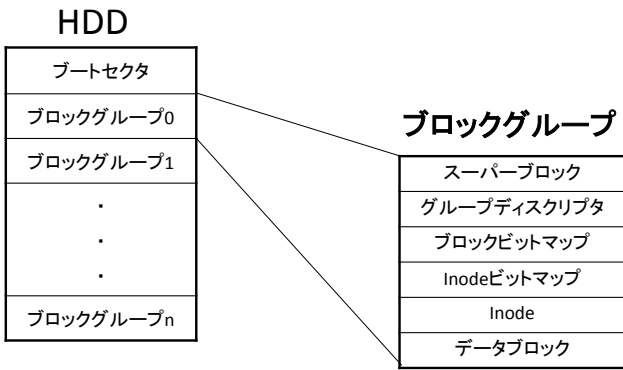 HDD
ブートセクタ
ブロックグループ0
ブロックグループ1
・
・
・
ブロックグループn
ブロックグループ
スーパーブロック
グループディスクリプタ
ブロックビットマップ
Inodeビットマップ
Inode
データブロック